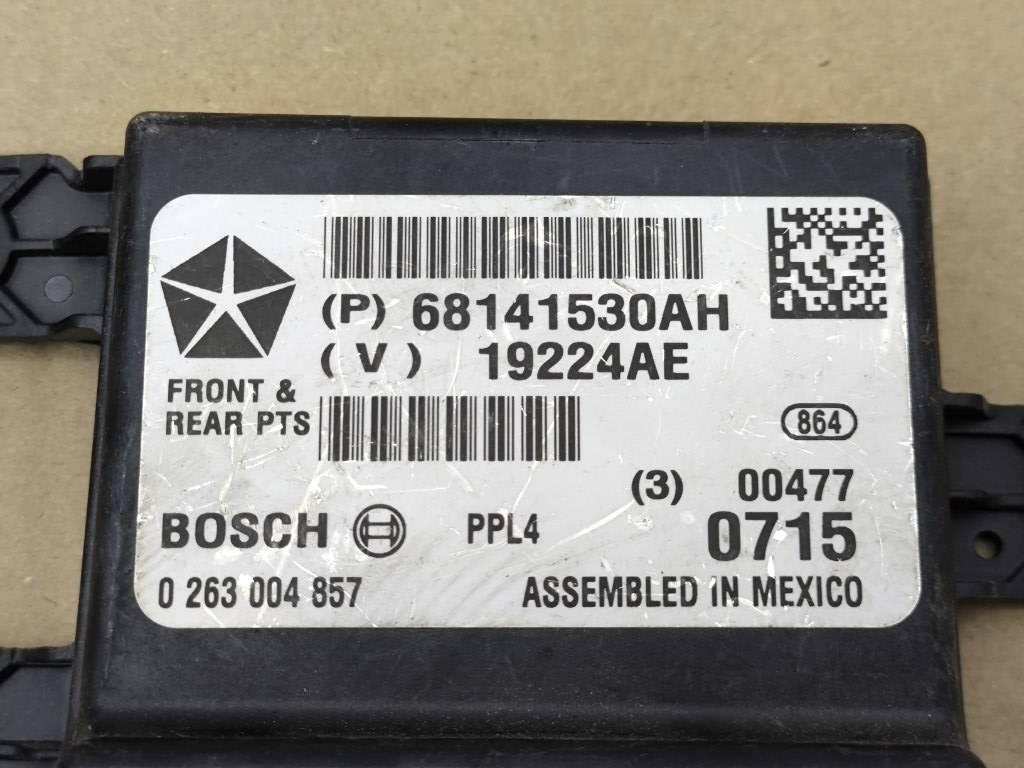 (P) 68141530AH
(V) 19224AE
FRONT &
REAR PTS
864
(3) 00477
BOSCH PPL4 0715
0 263 004 857 ASSEMBLED IN MEXICO